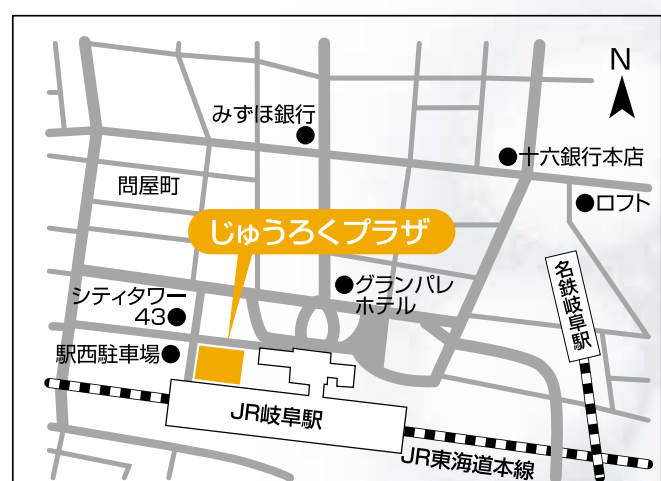 N
みずほ銀行
十六銀行本店
問屋町
ロフト
じゅうろくプラザ
名鉄岐阜駅
グランパレ
ホテル
シティタワー
43
駅西駐車場
JR岐阜駅
JR東海道本線